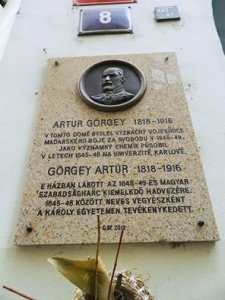 8
ARTUR GÖRGEY 1818-1916
V TOMTO DOMĚ BYDLEL VÝZNAČNÝ VOJEVŮDCE
MAĎARSKÉHO BOJE ZA SVOBODU V 1848-49.
JAKO VÝZNAMNÝ CHEMIK PŮSOBIL
V LETECH 1845-48 NA UNIVERZITĚ KARLOVĚ.
GÖRGEY ARTÚR 1818-1916
E HÁZBAN LAKOTT AZ 1848-49-ES MAGYAR
SZABADSÁGHARC KIEMELKEDŐ HADVEZÉRE.
1845-48 KÖZÖTT, NEVES VEGYÉSZKÉNT
A KÁROLY EGYETEMEN TEVÉKENYKEDETT.